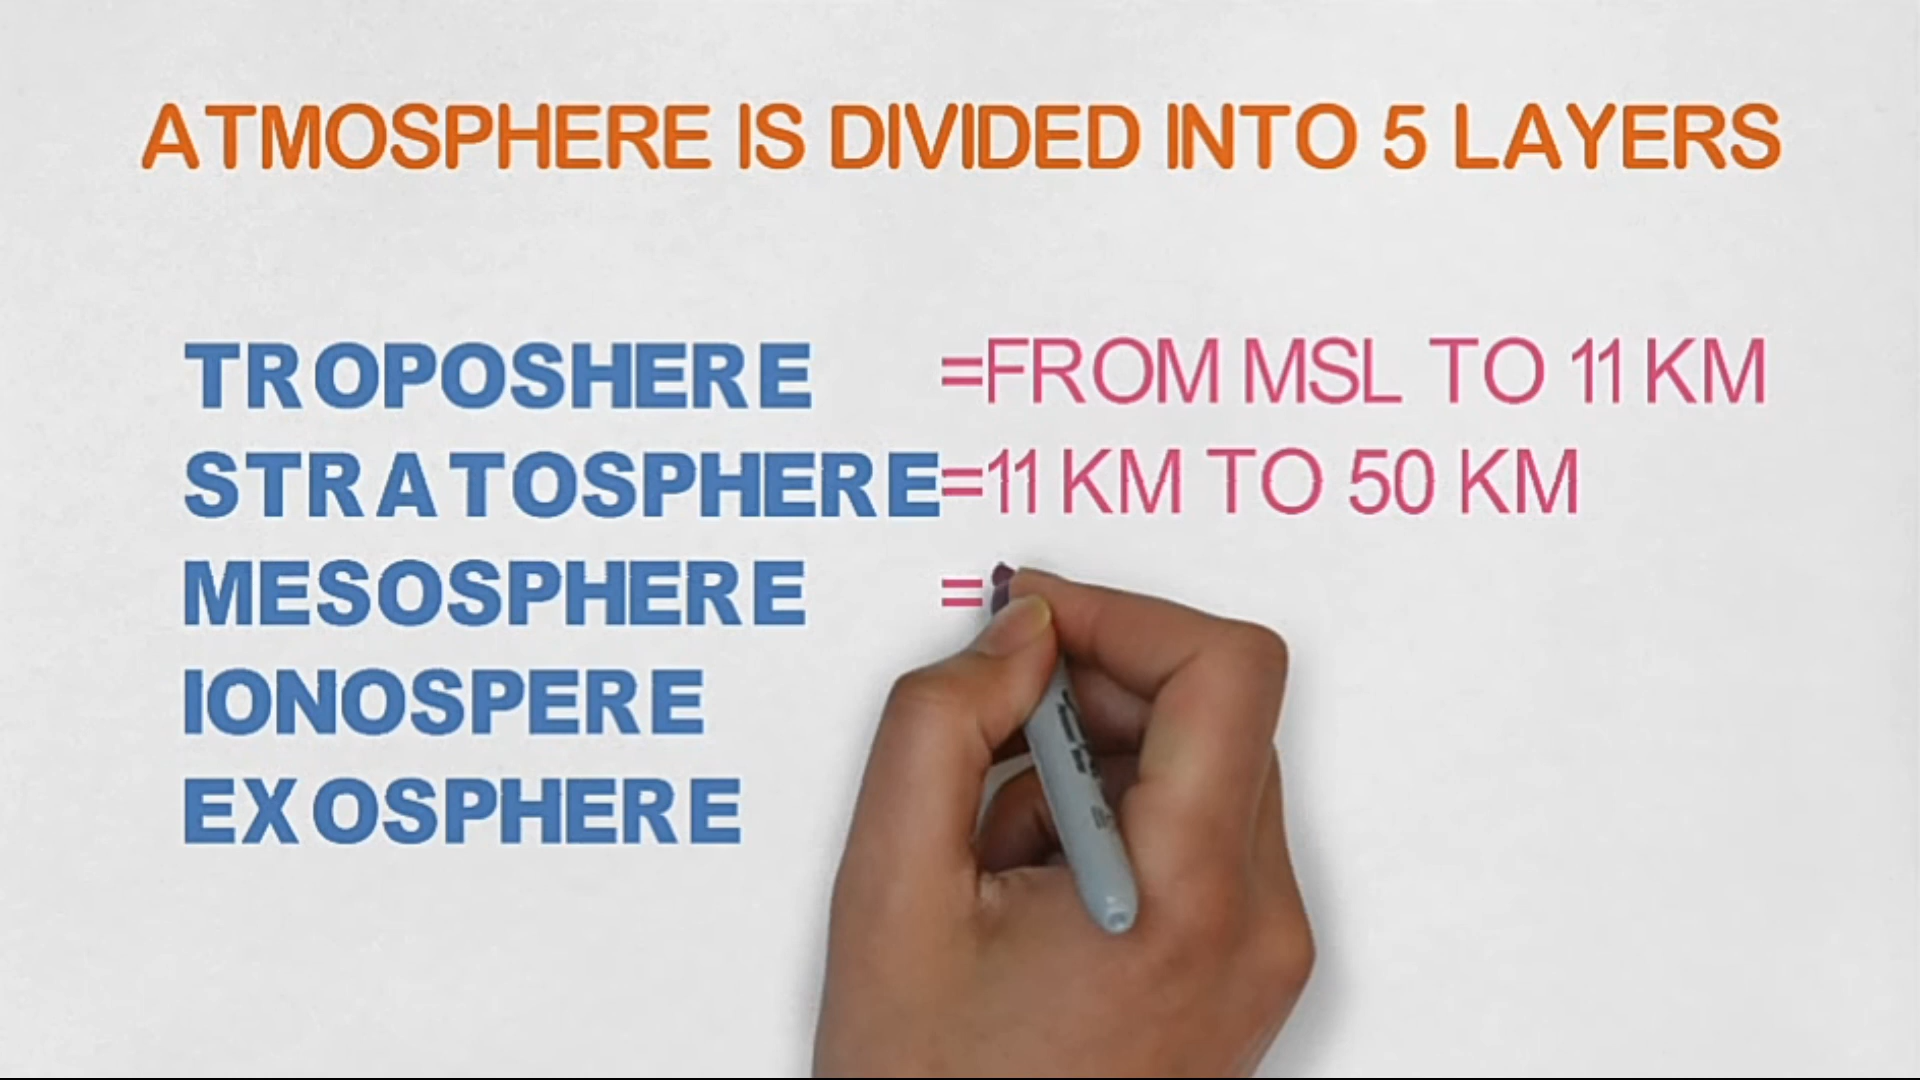 ATMOSPHERE IS DIVIDED INTO 5 LAYERS
TROPOSHERE =FROM MSL TO 11 KM
STRATOSPHERE =11 KM TO 50 KM
MESOSPHERE =
IONOSPERE
EXOSPHERE